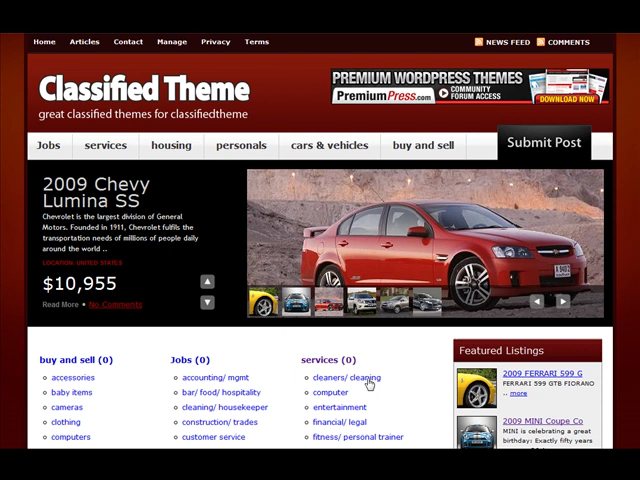 Home Articles Contact Manage Privacy Terms NEWS FEED COMMENTS
Classified Theme
great classified themes for classifiedtheme
PREMIUM WORDPRESS THEMES
PremiumPress.com COMMUNITY FORUM ACCESS DOWNLOAD NOW
Jobs services housing personals cars & vehicles buy and sell Submit Post
2009 Chevy
Lumina SS
Chevrolet is the largest division of General
Motors. Founded in 1911, Chevrolet fulfils the
transportation needs of millions of people daily
around the world ..
LOCATION: UNITED STATES
$10,955
Read More • No Comments
buy and sell (0)
accessories
baby items
cameras
clothing
computers
Jobs (0)
accounting/ mgmt
bar/ food/ hospitality
cleaning/ housekeeper
construction/ trades
customer service
services (0)
cleaners/ cleaning
computer
entertainment
financial/ legal
fitness/ personal trainer
Featured Listings
2009 FERRARI 599 G
FERRARI 599 GTB FIORANO
.. more
2009 MINI Coupe Co
MINI is celebrating a great
birthday: Exactly fifty years